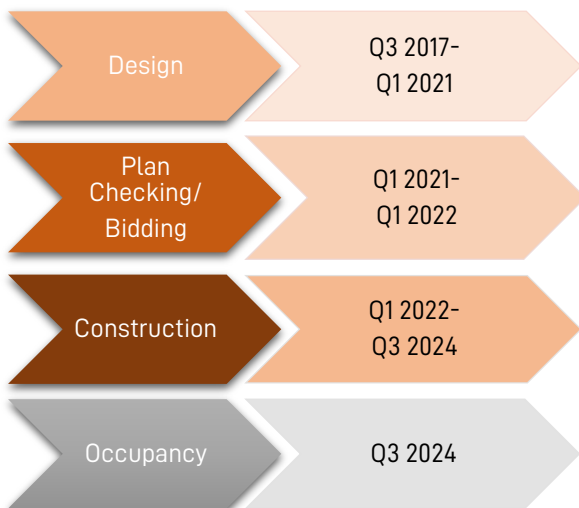 Design
Q3 2017-
Q1 2021
Plan
Checking/
Bidding
Q1 2021-
Q1 2022
Construction
Q1 2022-
Q3 2024
Occupancy
Q3 2024